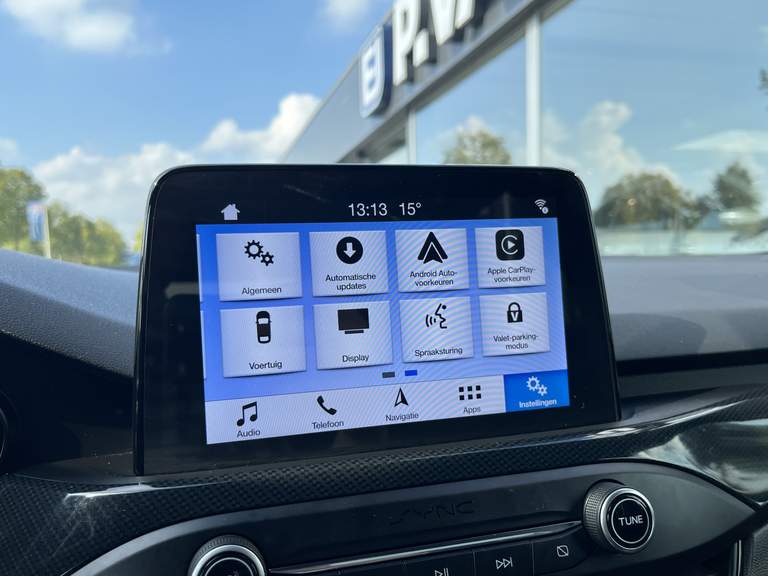 P.VA
13:13 15°
Algemeen
Automatische
updates
Android Auto-
voorkeuren
Apple CarPlay-
voorkeuren
Voertuig
Display
Spraaksturing
Valet-parking-
modus
Audio
Telefoon
Navigatie
Apps
Instellingen
SYNC
TUNE